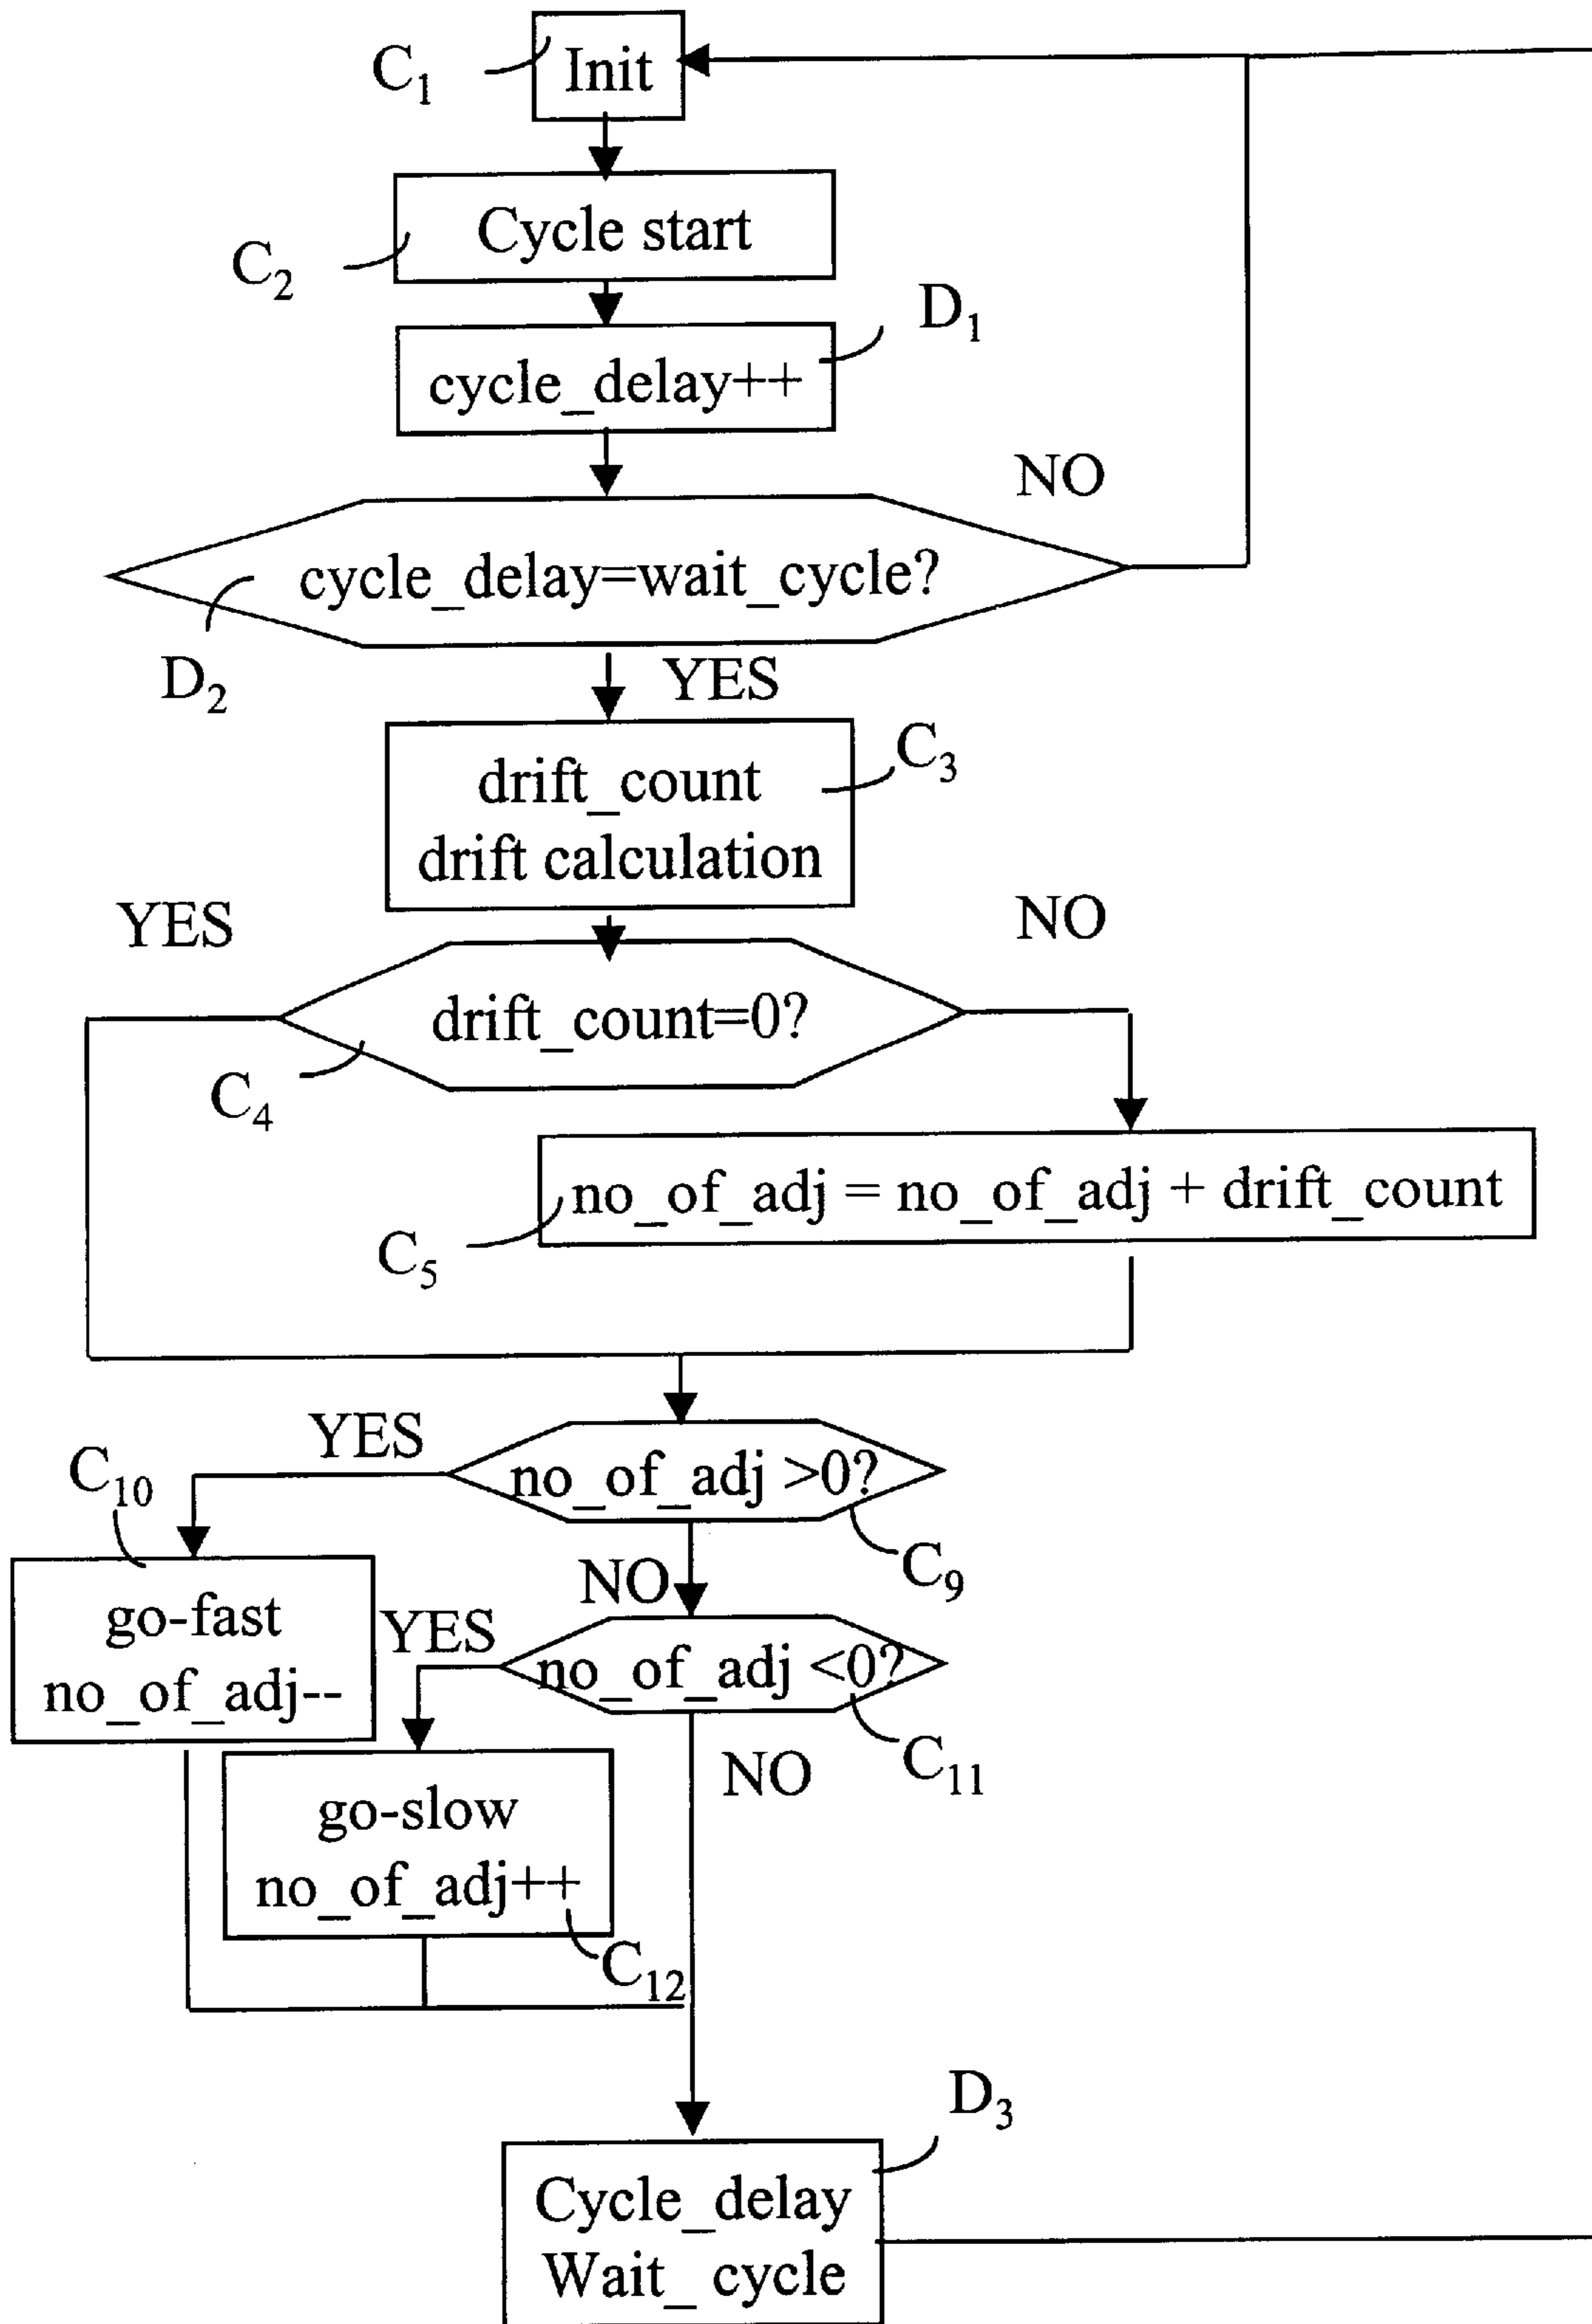 C1
Init
Cycle start
C2
D1
cycle_delay++
NO
cycle_delay=wait_cycle?
D2
YES
C3
drift_count
drift calculation
YES
NO
drift_count=0?
C4
no_of_adj = no_of_adj + drift_count
C5
YES
no_of_adj >0?
C10
C9
NO
go-fast
no_of_adj--
YES
no_of_adj <0?
C11
NO
go-slow
no_of_adj++
C12
D3
Cycle_delay
Wait_ cycle